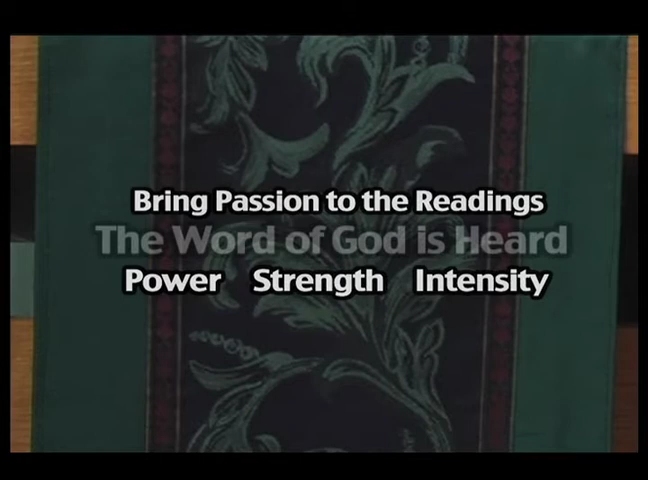 Bring Passion to the Readings
The Word of God is Heard
Power Strength Intensity